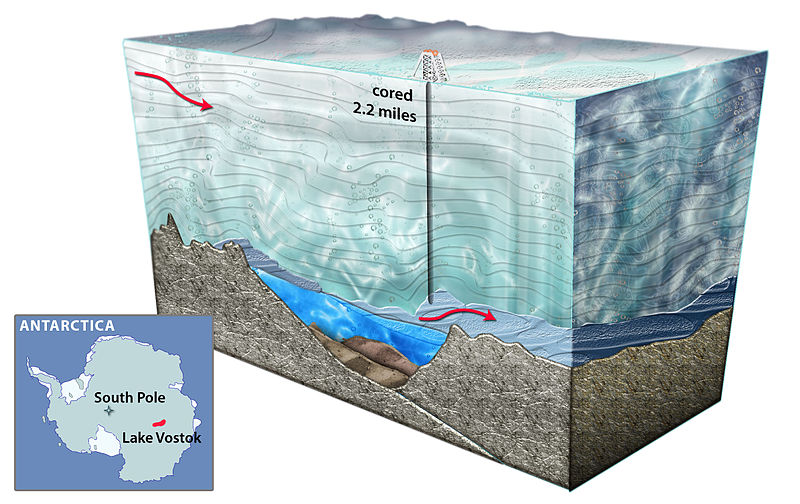 cored
2.2 miles
ANTARCTICA
South Pole
Lake Vostok